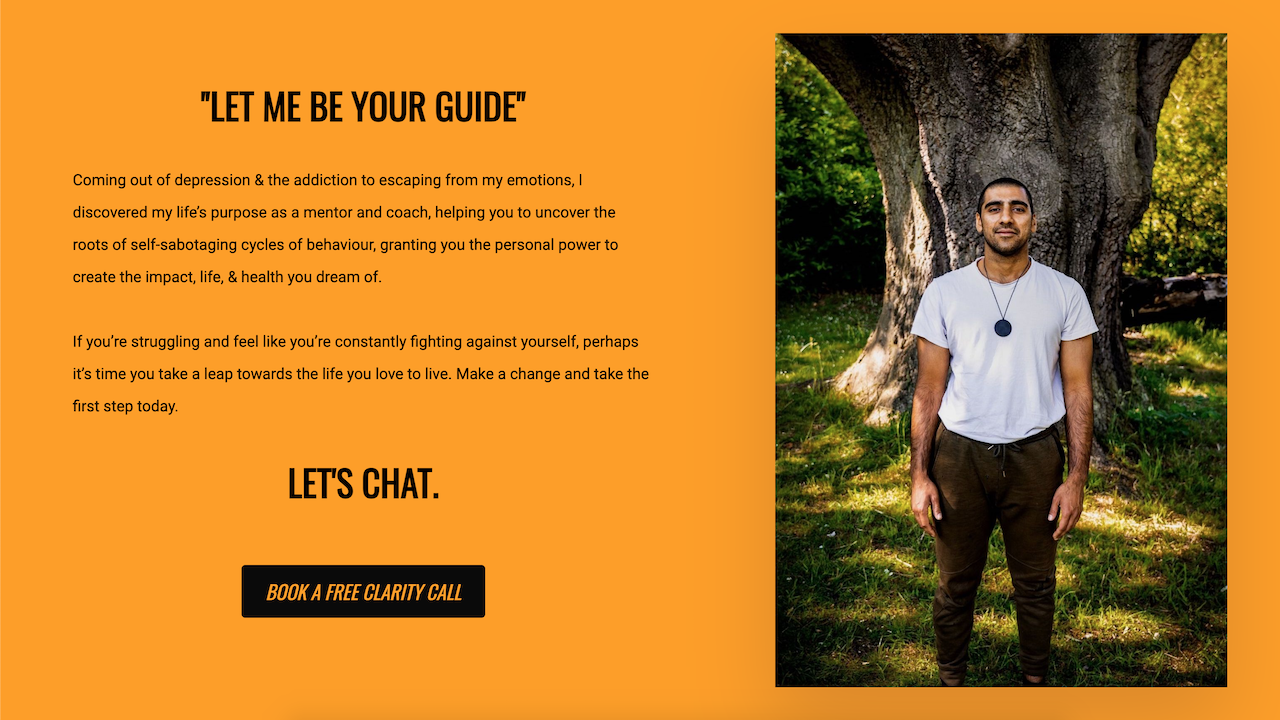 "LET ME BE YOUR GUIDE"
Coming out of depression & the addiction to escaping from my emotions, I
discovered my life’s purpose as a mentor and coach, helping you to uncover the
roots of self-sabotaging cycles of behaviour, granting you the personal power to
create the impact, life, & health you dream of.
If you’re struggling and feel like you’re constantly fighting against yourself, perhaps
it’s time you take a leap towards the life you love to live. Make a change and take the
first step today.
LET'S CHAT.
BOOK A FREE CLARITY CALL